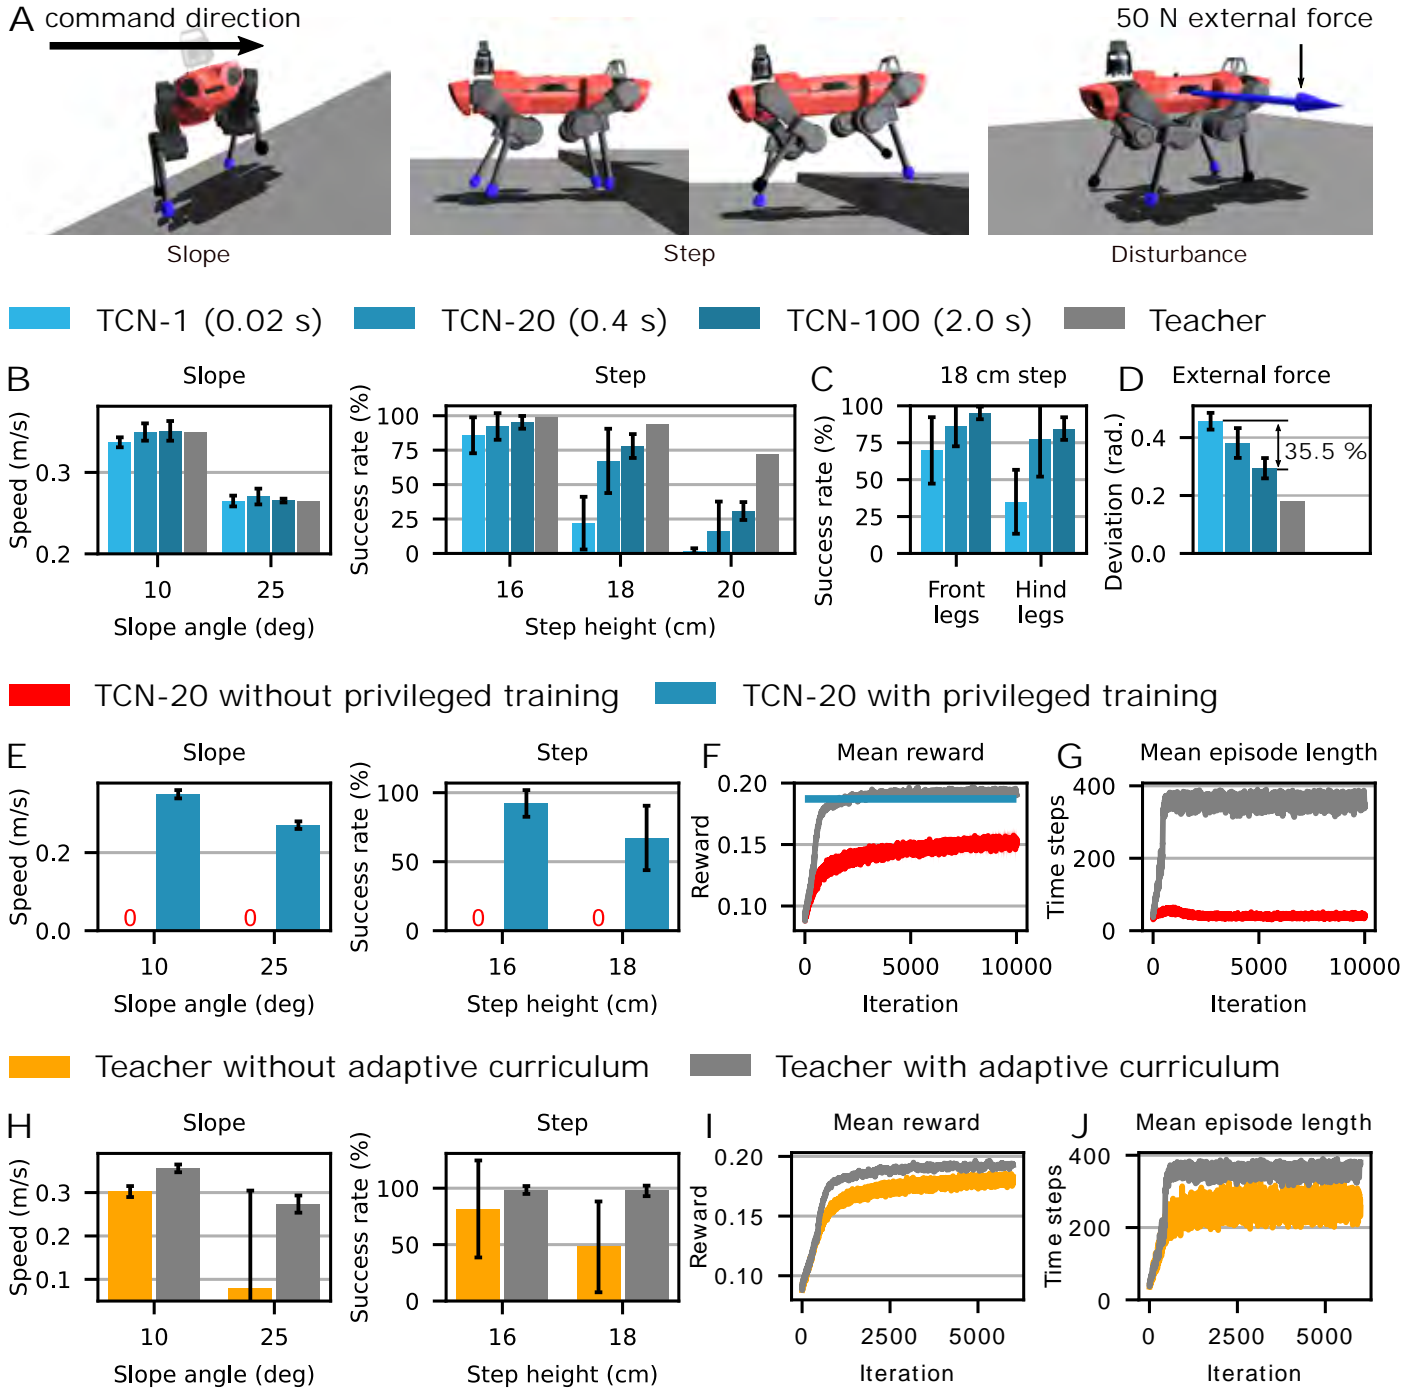 A command direction
50 N external force
Slope
Step
Disturbance
TCN-1 (0.02 s) TCN-20 (0.4 s) TCN-100 (2.0 s) Teacher
B
Slope
Speed (m/s)
0.3
0.2
10 25
Slope angle (deg)
Step
Success rate (%)
100
75
50
25
0
16 18 20
Step height (cm)
C
18 cm step
Success rate (%)
100
75
50
25
0
Front legs
Hind legs
D
External force
Deviation (rad.)
0.4
0.2
0.0
35.5 %
TCN-20 without privileged training TCN-20 with privileged training
E
Slope
Speed (m/s)
0.2
0.0
0 0
10 25
Slope angle (deg)
Step
Success rate (%)
100
50
0
0 0
16 18
Step height (cm)
F
Mean reward
Reward
0.20
0.15
0.10
0 5000 10000
Iteration
G
Mean episode length
Time steps
400
200
0
0 5000 10000
Iteration
Teacher without adaptive curriculum Teacher with adaptive curriculum
H
Slope
Speed (m/s)
0.3
0.2
0.1
10 25
Slope angle (deg)
Step
Success rate (%)
100
50
0
16 18
Step height (cm)
I
Mean reward
Reward
0.20
0.15
0.10
0 2500 5000
Iteration
J
Mean episode length
Time steps
400
200
0
0 2500 5000
Iteration